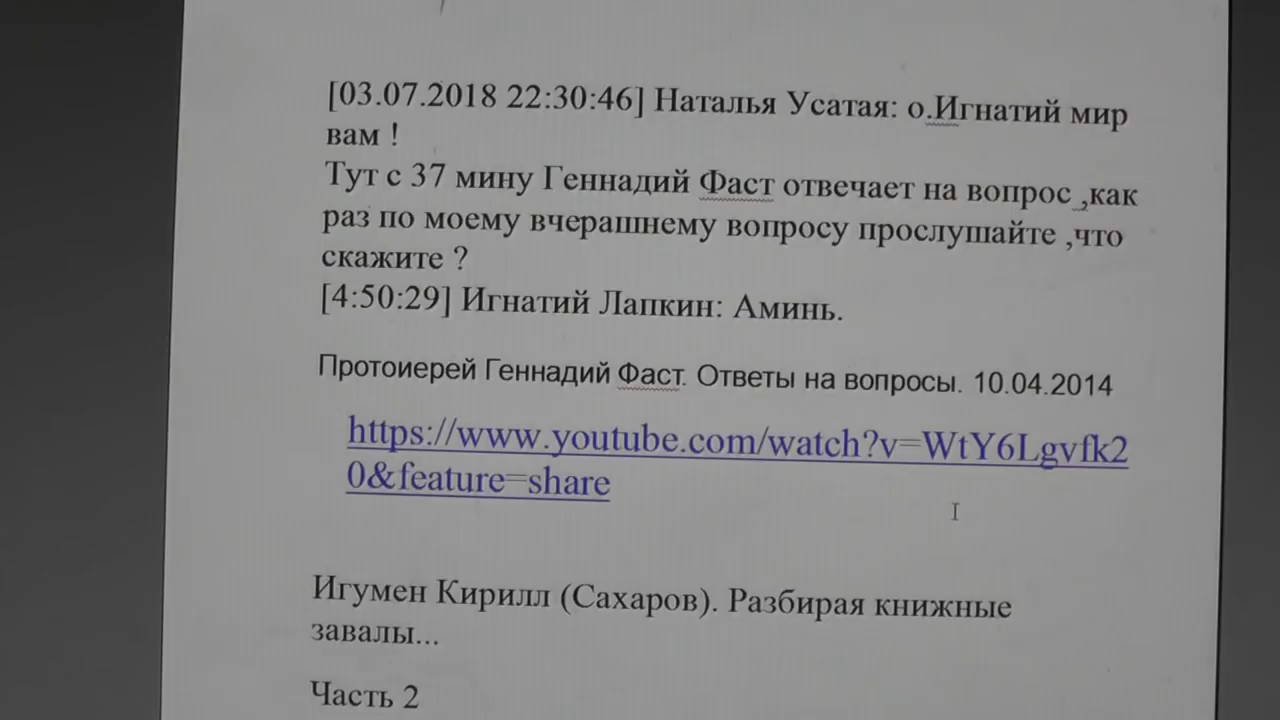 [03.07.2018 22:30:46] Наталья Усатая: о.Игнатий мир
вам !
Тут с 37 мину Геннадий Фаст отвечает на вопрос ,как
раз по моему вчерашнему вопросу прослушайте ,что
скажите ?
[4:50:29] Игнатий Лапкин: Аминь.
Протоиерей Геннадий Фаст. Ответы на вопросы. 10.04.2014
https://www.youtube.com/watch?v=WtY6Lgvfk2
0&feature=share
Игумен Кирилл (Сахаров). Разбирая книжные
завалы...
Часть 2